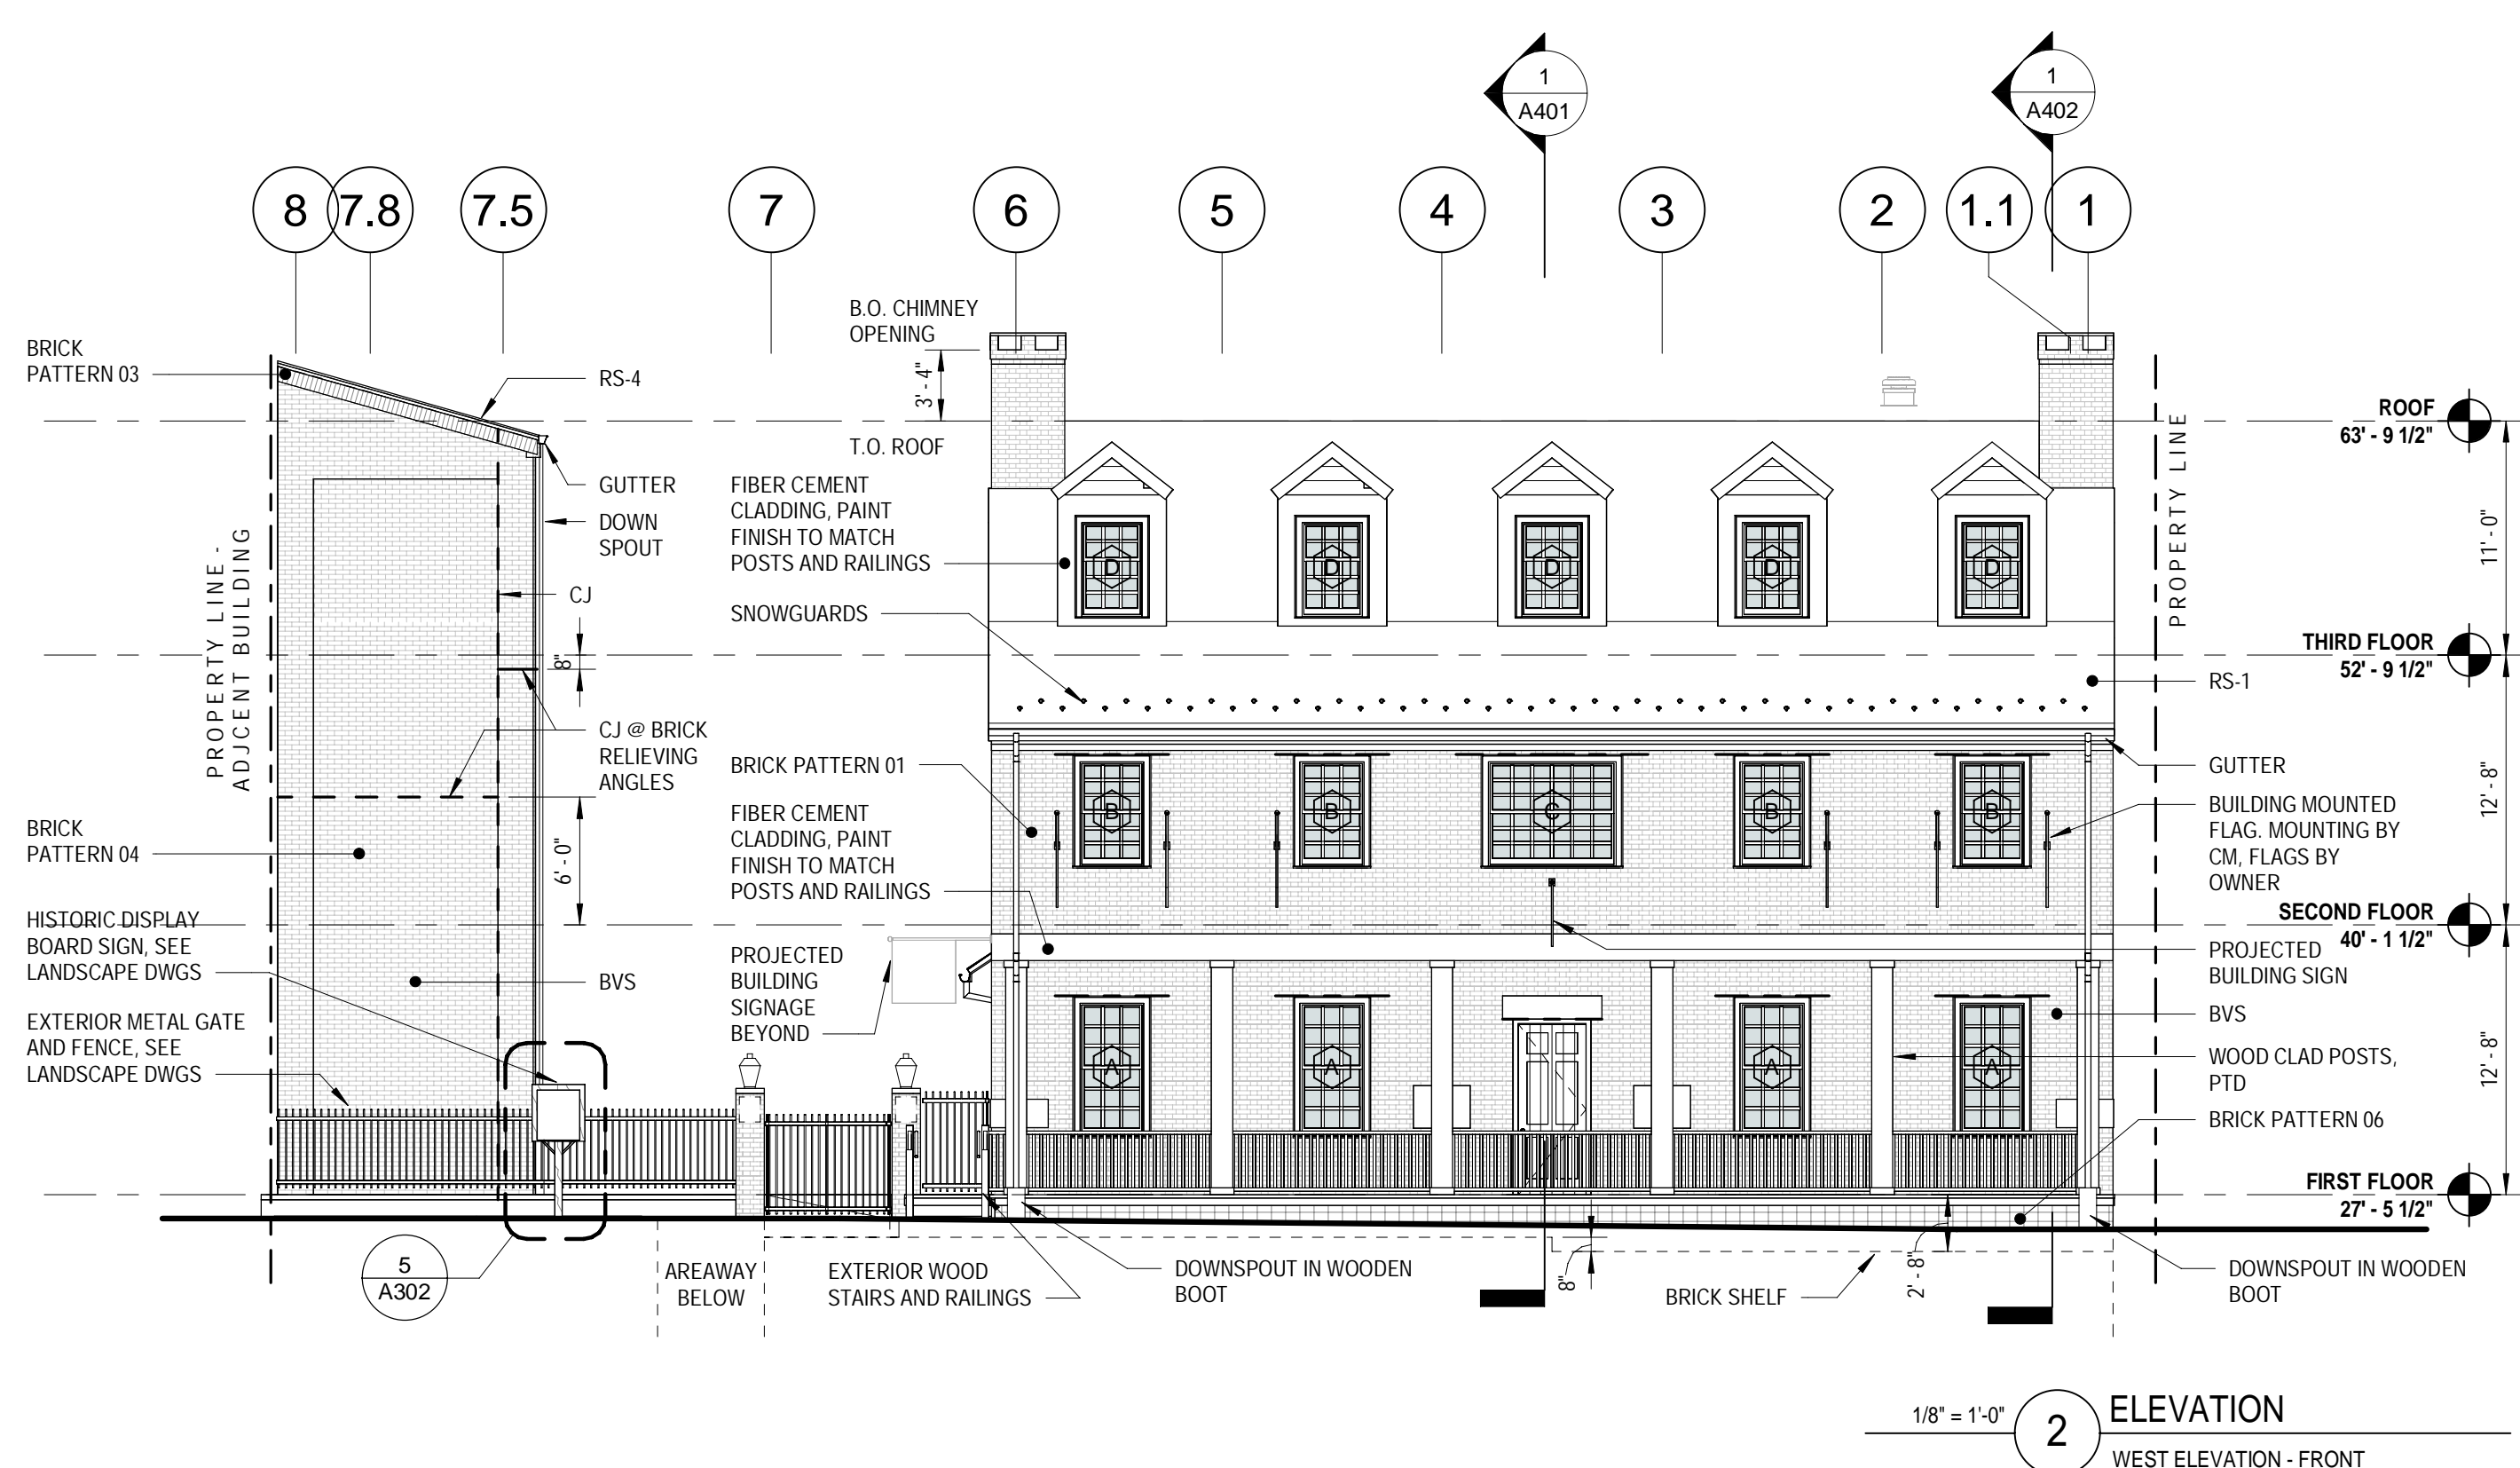 1
A401
1
A402
8
7.8
7.5
7
6
5
4
3
2
1.1
1
B.O. CHIMNEY
OPENING
3' - 4"
T.O. ROOF
BRICK
PATTERN 03
RS-4
GUTTER
DOWN
SPOUT
CJ
8"
CJ @ BRICK
RELIEVING
ANGLES
6' - 0"
PROPERTY LINE -
ADJCENT BUILDING
BRICK
PATTERN 04
HISTORIC DISPLAY
BOARD SIGN, SEE
LANDSCAPE DWGS
BVS
EXTERIOR METAL GATE
AND FENCE, SEE
LANDSCAPE DWGS
FIBER CEMENT
CLADDING, PAINT
FINISH TO MATCH
POSTS AND RAILINGS
SNOWGUARDS
BRICK PATTERN 01
FIBER CEMENT
CLADDING, PAINT
FINISH TO MATCH
POSTS AND RAILINGS
PROJECTED
BUILDING
SIGNAGE
BEYOND
D
D
D
D
D
B
B
C
B
B
A
A
A
A
PROPERTY LINE
ROOF
63' - 9 1/2"
11'- 0"
THIRD FLOOR
52' - 9 1/2"
RS-1
12'- 8"
GUTTER
BUILDING MOUNTED
FLAG. MOUNTING BY
CM, FLAGS BY
OWNER
SECOND FLOOR
40' - 1 1/2"
PROJECTED
BUILDING SIGN
BVS
12'- 8"
WOOD CLAD POSTS,
PTD
BRICK PATTERN 06
FIRST FLOOR
27' - 5 1/2"
5
A302
AREAWAY
BELOW
EXTERIOR WOOD
STAIRS AND RAILINGS
DOWNSPOUT IN WOODEN
BOOT
8"
BRICK SHELF
2' - 8"
DOWNSPOUT IN WOODEN
BOOT
1/8" = 1'-0"
2
ELEVATION
WEST ELEVATION - FRONT